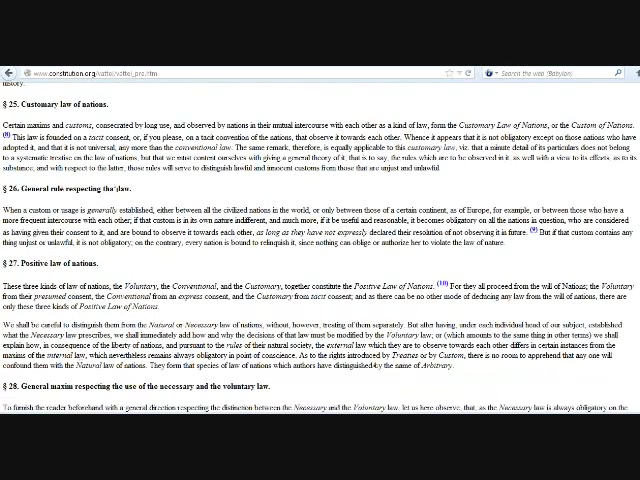 www.constitution.org/vattel/vattel_pre.htm
Search the web (Babylon)
history.
§ 25. Customary law of nations.
Certain maxims and customs, consecrated by long use, and observed by nations in their mutual intercourse with each other as a kind of law, form the Customary Law of Nations, or the Custom of Nations.
(8) This law is founded on a tacit consent, or, if you please, on a tacit convention of the nations, that observe it towards each other. Whence it appears that it is not obligatory except on those nations who have
adopted it, and that it is not universal, any more than the conventional law. The same remark, therefore, is equally applicable to this customary law, viz. that a minute detail of its particulars does not belong
to a systematic treatise on the law of nations, but that we must content ourselves with giving a general theory of it; that is to say, the rules which are to be observed in it, as well with a view to its effects, as to its
substance; and with respect to the latter, those rules will serve to distinguish lawful and innocent customs from those that are unjust and unlawful.
§ 26. General rule respecting that law.
When a custom or usage is generally established, either between all the civilized nations in the world, or only between those of a certain continent, as of Europe, for example, or between those who have a
more frequent intercourse with each other; if that custom is in its own nature indifferent, and much more, if it be useful and reasonable, it becomes obligatory on all the nations in question, who are considered
as having given their consent to it, and are bound to observe it towards each other, as long as they have not expressly declared their resolution of not observing it in future. (9) But if that custom contains any
thing unjust or unlawful, it is not obligatory; on the contrary, every nation is bound to relinquish it, since nothing can oblige or authorize her to violate the law of nature.
§ 27. Positive law of nations.
These three kinds of law of nations, the Voluntary, the Conventional, and the Customary, together constitute the Positive Law of Nations. (10) For they all proceed from the will of Nations; the Voluntary
from their presumed consent, the Conventional from an express consent, and the Customary from tacit consent; and as there can be no other mode of deducing any law from the will of nations, there are
only these three kinds of Positive Law of Nations.
We shall be careful to distinguish them from the Natural or Necessary law of nations, without, however, treating of them separately. But after having, under each individual head of our subject, established
what the Necessary law prescribes, we shall immediately add how and why the decisions of that law must be modified by the Voluntary law; or (which amounts to the same thing in other terms) we shall
explain how, in consequence of the liberty of nations, and pursuant to the rules of their natural society, the external law which they are to observe towards each other differs in certain instances from the
maxims of the internal law, which nevertheless remains always obligatory in point of conscience. As to the rights introduced by Treaties or by Custom, there is no room to apprehend that any one will
confound them with the Natural law of nations. They form that species of law of nations which authors have distinguished by the name of Arbitrary.
§ 28. General maxim respecting the use of the necessary and the voluntary law.
To furnish the reader beforehand with a general direction respecting the distinction between the Necessary and the Voluntary law, let us here observe, that, as the Necessary law is always obligatory on the